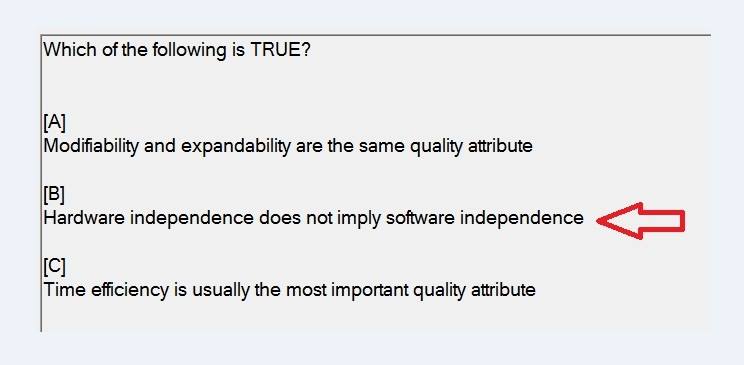 Which of the following is TRUE?
[A]
Modifiability and expandability are the same quality attribute
[B]
Hardware independence does not imply software independence
[C]
Time efficiency is usually the most important quality attribute